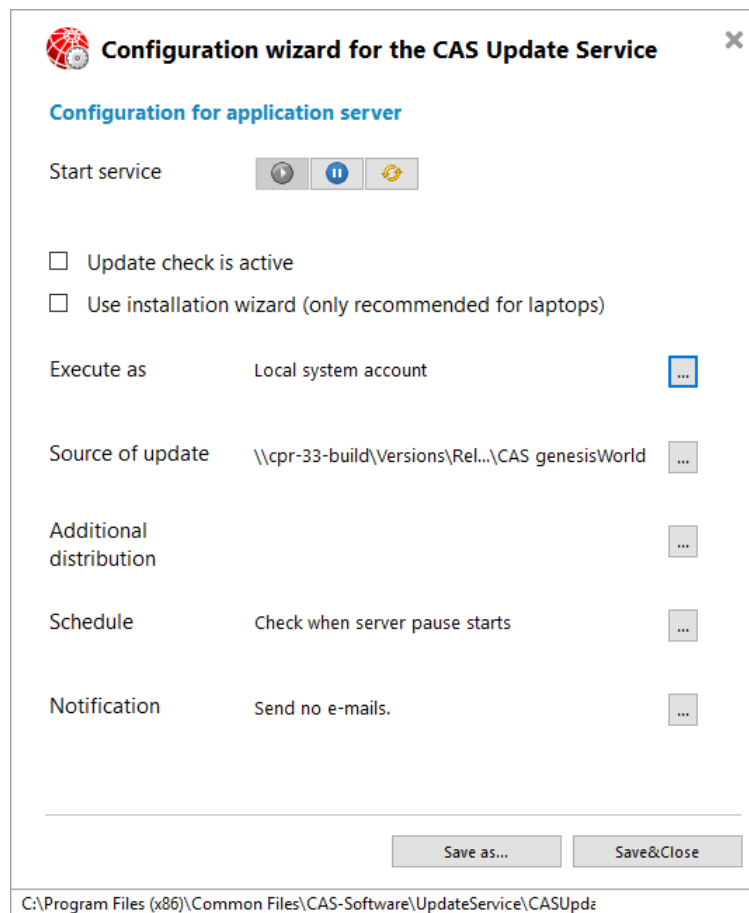 Configuration wizard for the CAS Update Service
Configuration for application server
Start service
Update check is active
Use installation wizard (only recommended for laptops)
Execute as Local system account ...
Source of update \\cpr-33-build\Versions\Rel...\CAS genesisWorld ...
Additional
distribution ...
Schedule Check when server pause starts ...
Notification Send no e-mails. ...
Save as... Save&Close
C:\Program Files (x86)\Common Files\CAS-Software\UpdateService\CASUpda